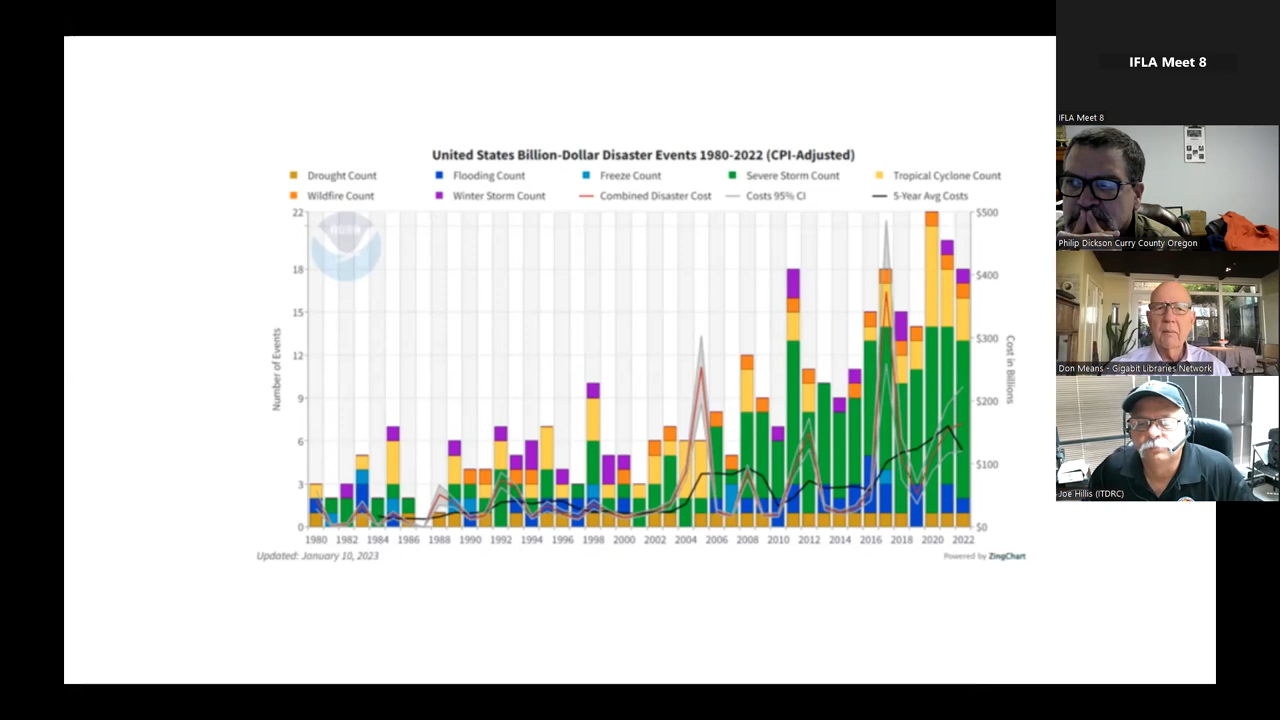 United States Billion-Dollar Disaster Events 1980-2022 (CPI-Adjusted)
Drought Count Flooding Count Freeze Count Severe Storm Count Tropical Cyclone Count
Wildfire Count Winter Storm Count Combined Disaster Cost Costs 95% CI 5-Year Avg Costs
22 $500
NOAA
18 $400
15
$300
12
Number of Events
Cost in Billions
9 $200
6
$100
3
0 $0
1980 1982 1984 1986 1988 1990 1992 1994 1996 1998 2000 2002 2004 2006 2008 2010 2012 2014 2016 2018 2020 2022
Updated: January 10, 2023 Powered by ZingChart
IFLA Meet 8
IFLA Meet 8
Philip Dickson Curry County Oregon
Don Means - Gigabit Libraries Network
Joe Hillis (ITDRC)